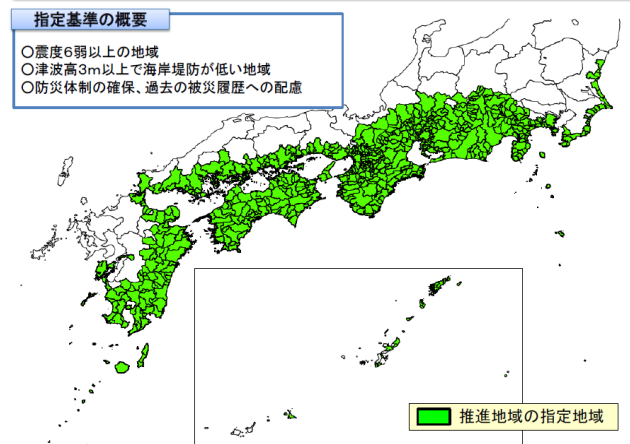 指定基準の概要
○震度6弱以上の地域
○津波高3m以上で海岸堤防が低い地域
○防災体制の確保、過去の被災履歴への配慮
推進地域の指定地域